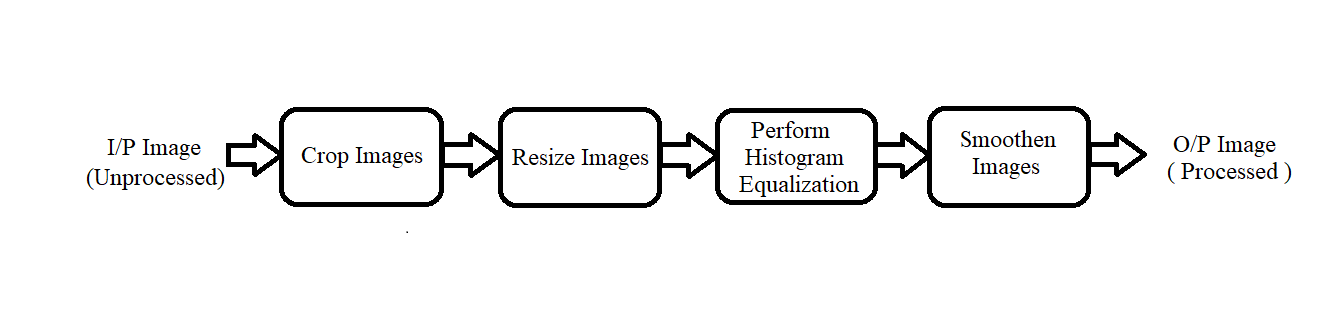 I/P Image
(Unprocessed)
Crop Images
Resize Images
Perform
Histogram
Equalization
Smoothen
Images
O/P Image
( Processed )